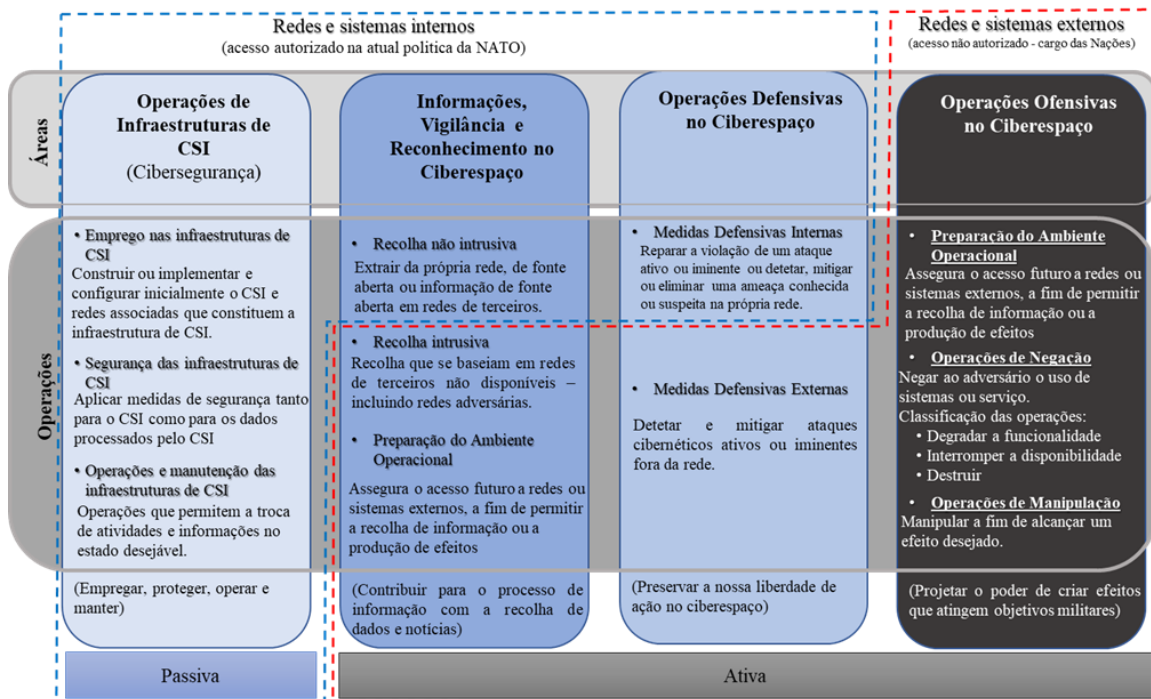 Redes e sistemas internos
(acesso autorizado na atual politica da NATO)
Redes e sistemas externos
(acesso não autorizado - cargo das Nações)
Áreas
Operações de
Infraestruturas de
CSI
(Cibersegurança)
Informações,
Vigilância e
Reconhecimento no
Ciberespaço
Operações Defensivas
no Ciberespaço
Operações Ofensivas
no Ciberespaço
Operações
• Emprego nas infraestruturas de
CSI
Construir ou implementar e
configurar inicialmente o CSI e
redes associadas que constituem a
infraestrutura de CSI.
• Segurança das infraestruturas de
CSI
Aplicar medidas de segurança tanto
para o CSI como para os dados
processados pelo CSI
• Operações e manutenção das
infraestruturas de CSI
Operações que permitem a troca
de atividades e informações no
estado desejável.
(Empregar, proteger, operar e
manter)
• Recolha não intrusiva
Extrair da própria rede, de fonte
aberta ou informação de fonte
aberta em redes de terceiros.
• Recolha intrusiva
Recolha que se baseiam em redes
de terceiros não disponíveis –
incluindo redes adversárias.
• Preparação do Ambiente
Operacional
Assegura o acesso futuro a redes ou
sistemas externos, a fim de permitir
a recolha de informação ou a
produção de efeitos
(Contribuir para o processo de
informação com a recolha de
dados e notícias)
• Medidas Defensivas Internas
Reparar a violação de um ataque
ativo ou iminente ou detetar, mitigar
ou eliminar uma ameaça conhecida
ou suspeita na própria rede.
• Medidas Defensivas Externas
Detetar e mitigar ataques
cibernéticos ativos ou iminentes
fora da rede.
(Preservar a nossa liberdade de
ação no ciberespaço)
• Preparação do Ambiente
Operacional
Assegura o acesso futuro a redes ou
sistemas externos, a fim de permitir
a recolha de informação ou a
produção de efeitos
• Operações de Negação
Negar ao adversário o uso de
sistemas ou serviço.
Classificação das operações:
• Degradar a funcionalidade
• Interromper a disponibilidade
• Destruir
• Operações de Manipulação
Manipular a fim de alcançar um
efeito desejado.
(Projetar o poder de criar efeitos
que atingem objetivos militares)
Passiva
Ativa